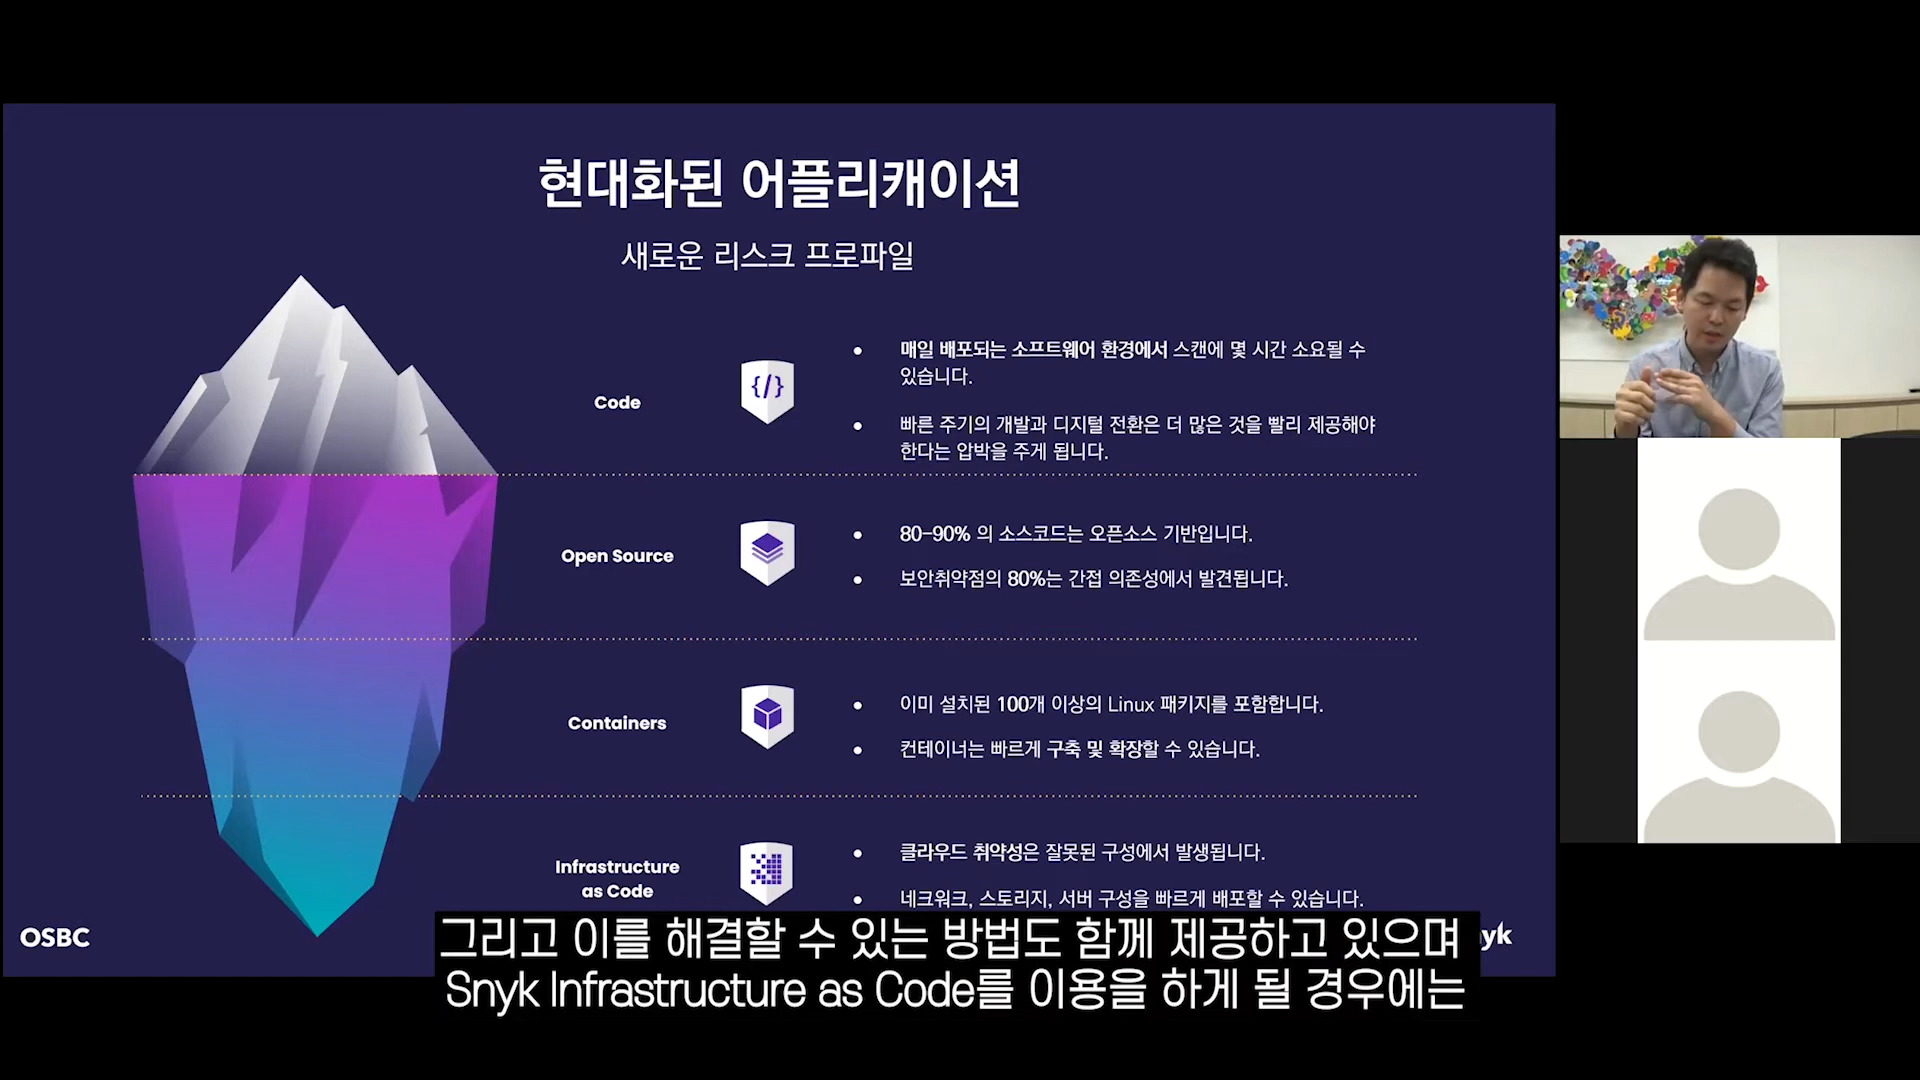 현대화된 어플리캐이션
새로운 리스크 프로파일
Code
매일 배포되는 소프트웨어 환경에서 스캔에 몇 시간 소요될 수
있습니다.
빠른 주기의 개발과 디지털 전환은 더 많은 것을 빨리 제공해야
한다는 압박을 주게 됩니다.
Open Source
80-90% 의 소스코드는 오픈소스 기반입니다.
보안취약점의 80%는 간접 의존성에서 발견됩니다.
Containers
이미 설치된 100개 이상의 Linux 패키지를 포함합니다.
컨테이너는 빠르게 구축 및 확장할 수 있습니다.
Infrastructure
as Code
클라우드 취약성은 잘못된 구성에서 발생됩니다.
네크워크, 스토리지, 서버 구성을 빠르게 배포할 수 있습니다.
OSBC
yk
그리고 이를 해결할 수 있는 방법도 함께 제공하고 있으며
Snyk Infrastructure as Code를 이용을 하게 될 경우에는